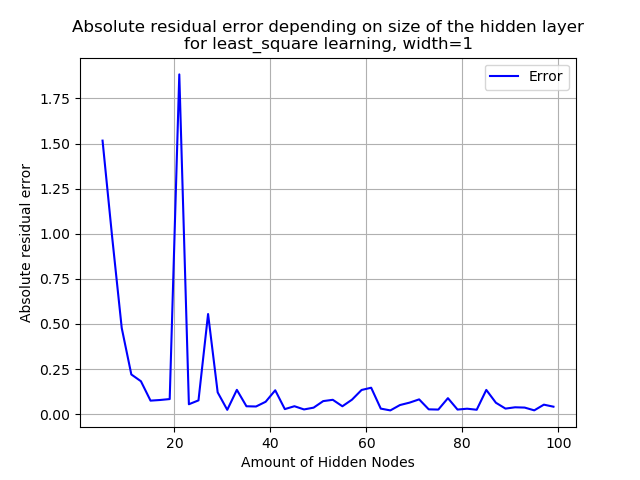 Absolute residual error depending on size of the hidden layer
for least_square learning, width=1
Error
Absolute residual error
1.75
1.50
1.25
1.00
0.75
0.50
0.25
0.00
20
40
60
80
100
Amount of Hidden Nodes